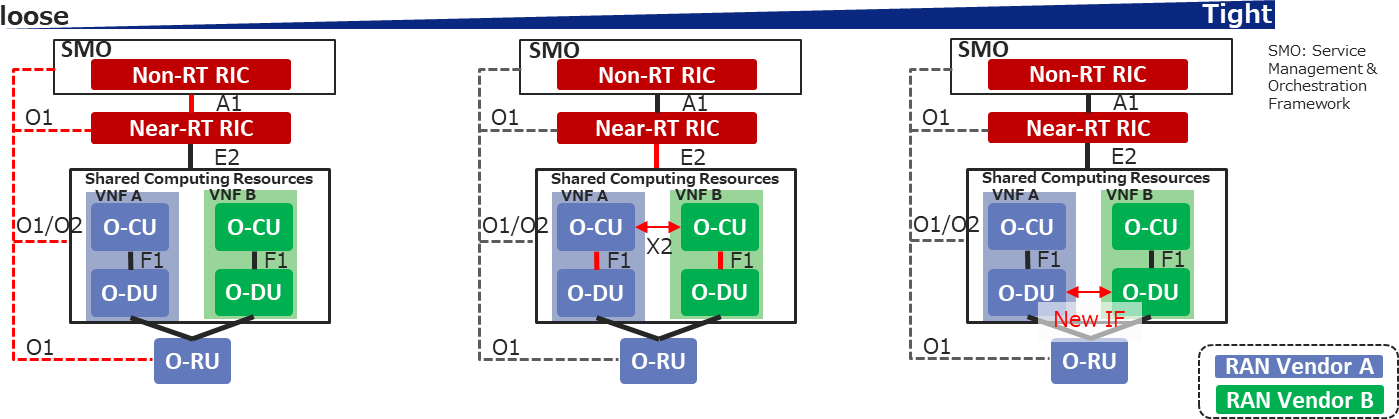 loose
Tight
SMO
Non-RT RIC
A1
O1
Near-RT RIC
E2
Shared Computing Resources
VNF A
VNF B
O-CU
O-CU
O1/O2
F1
F1
O-DU
O-DU
O1
O-RU
SMO
Non-RT RIC
A1
O1
Near-RT RIC
E2
Shared Computing Resources
VNF A
VNF B
O-CU
O-CU
O1/O2
X2
F1
F1
O-DU
O-DU
O1
O-RU
SMO
Non-RT RIC
A1
O1
Near-RT RIC
E2
Shared Computing Resources
VNF A
VNF B
O-CU
O-CU
O1/O2
F1
F1
O-DU
O-DU
New IF
O1
O-RU
SMO: Service
Management &
Orchestration
Framework
RAN Vendor A
RAN Vendor B